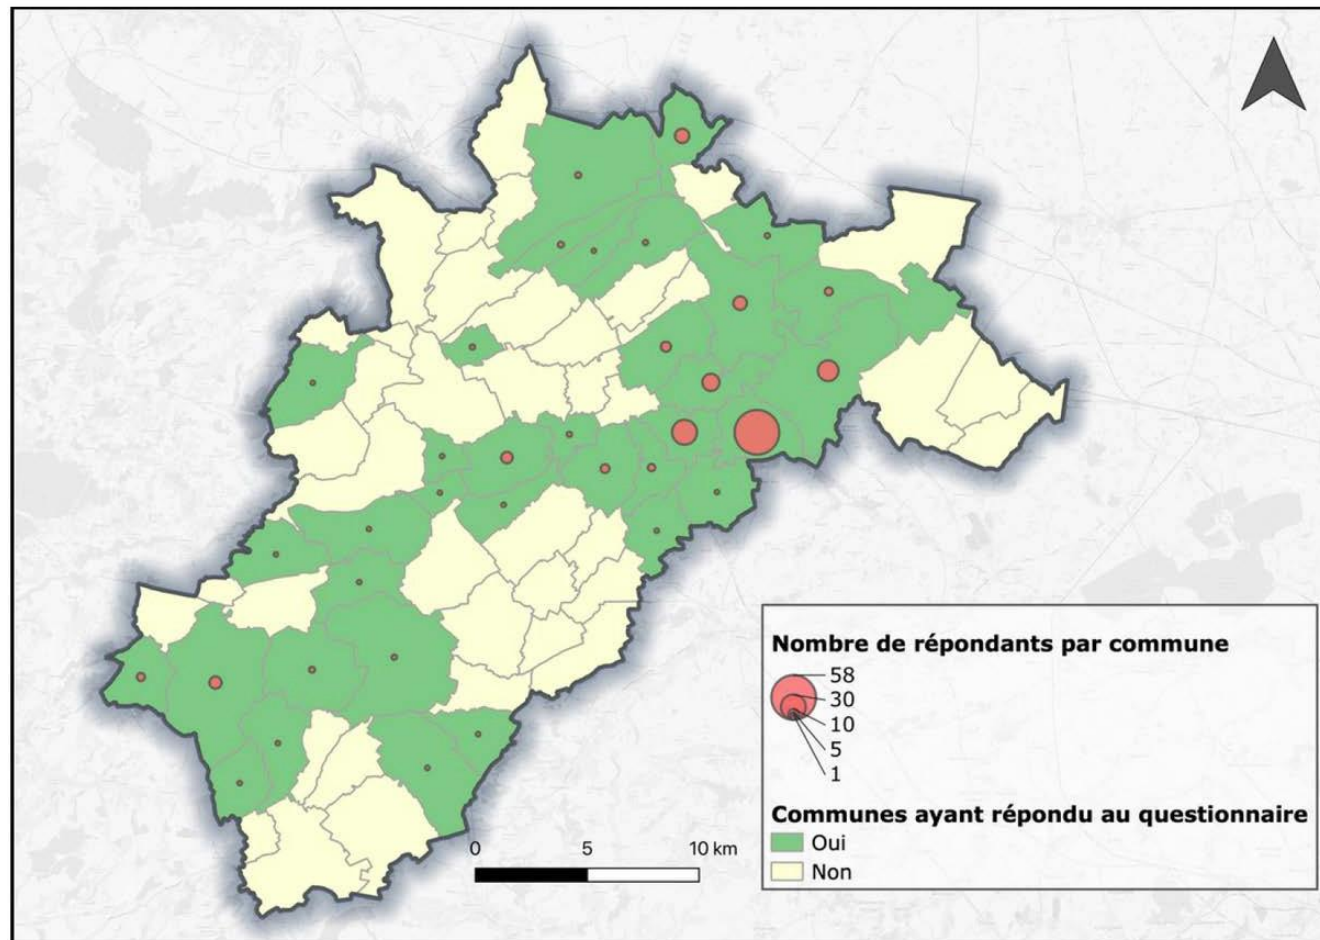 Nombre de répondants par commune
58
30
10
5
1
Communes ayant répondu au questionnaire
Oui
Non
0 5 10 km